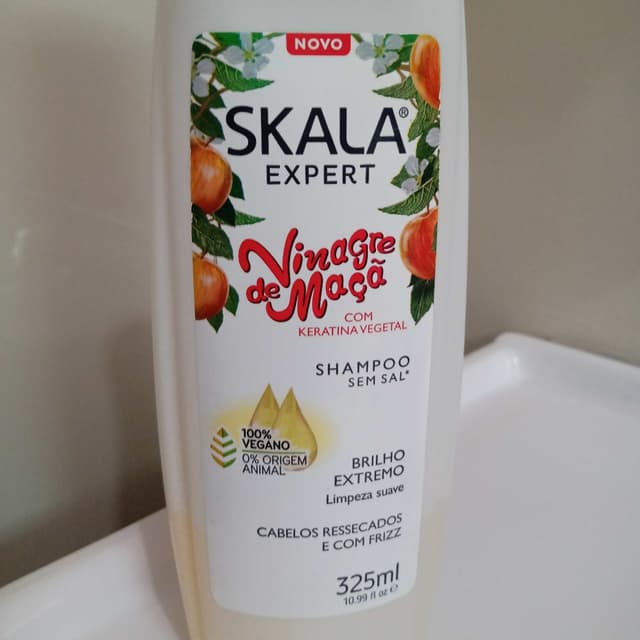 NOVO
SKALA®
EXPERT
Vinagre
de Maçã
COM
KERATINA VEGETAL
SHAMPOO
SEM SAL*
100%
VEGANO
0% ORIGEM
ANIMAL
BRILHO
EXTREMO
Limpeza suave
CABELOS RESSECADOS
E COM FRIZZ
325ml
10.99 fl oz e